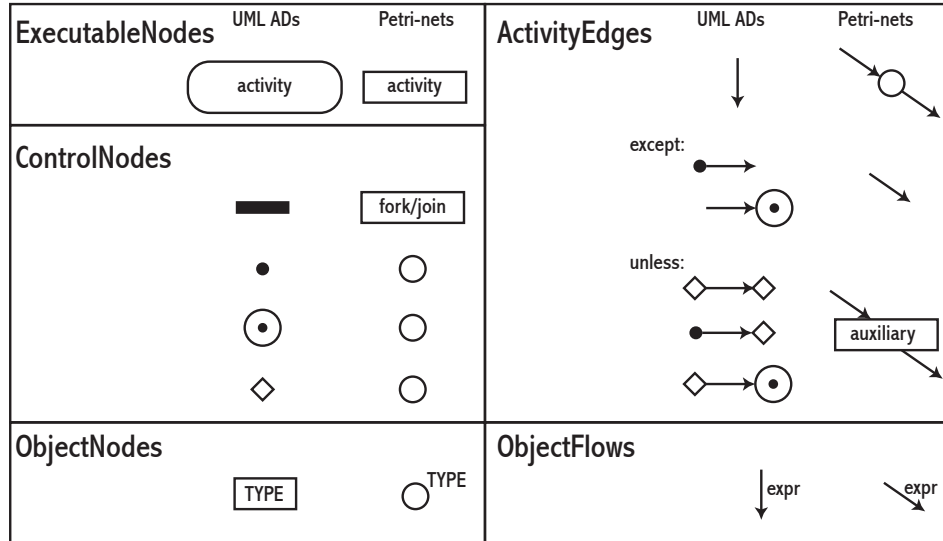 ExecutableNodes
UML ADs
Petri-nets
activity
activity
ControlNodes
fork/join
ObjectNodes
TYPE
TYPE
ActivityEdges
UML ADs
Petri-nets
except:
unless:
auxiliary
ObjectFlows
expr
expr